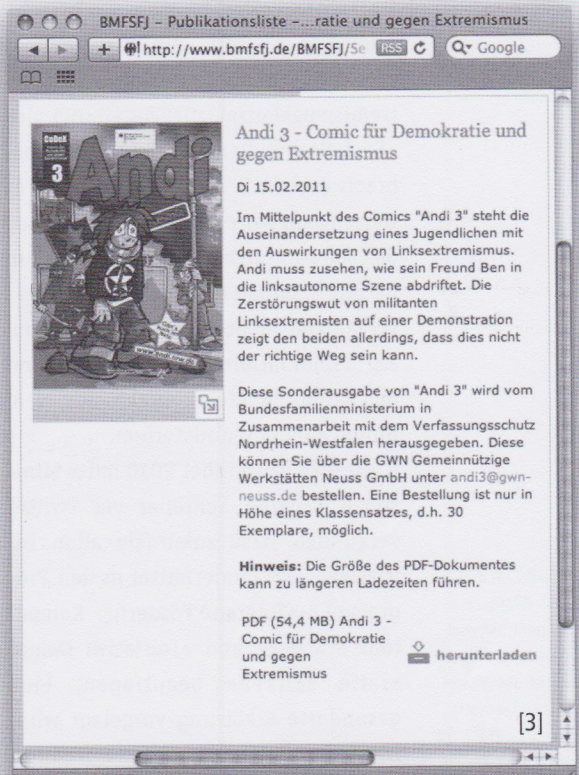 BMFSFJ – Publikationsliste –...ratie und gegen Extremismus
http://www.bmfsfj.de/BMFSFJ/Se RSS Google
CoDeX
3
Andi
www.andi.nrw.de
Andi 3 - Comic für Demokratie und
gegen Extremismus
Di 15.02.2011
Im Mittelpunkt des Comics "Andi 3" steht die
Auseinandersetzung eines Jugendlichen mit
den Auswirkungen von Linksextremismus.
Andi muss zusehen, wie sein Freund Ben in
die linksautonome Szene abdriftet. Die
Zerstörungswut von militanten
Linksextremisten auf einer Demonstration
zeigt den beiden allerdings, dass dies nicht
der richtige Weg sein kann.
Diese Sonderausgabe von "Andi 3" wird vom
Bundesfamilienministerium in
Zusammenarbeit mit dem Verfassungsschutz
Nordrhein-Westfalen herausgegeben. Diese
können Sie über die GWN Gemeinnützige
Werkstätten Neuss GmbH unter andi3@gwn-
neuss.de bestellen. Eine Bestellung ist nur in
Höhe eines Klassensatzes, d.h. 30
Exemplare, möglich.
Hinweis: Die Größe des PDF-Dokumentes
kann zu längeren Ladezeiten führen.
PDF (54,4 MB) Andi 3 -
Comic für Demokratie
und gegen
Extremismus
herunterladen
[3]